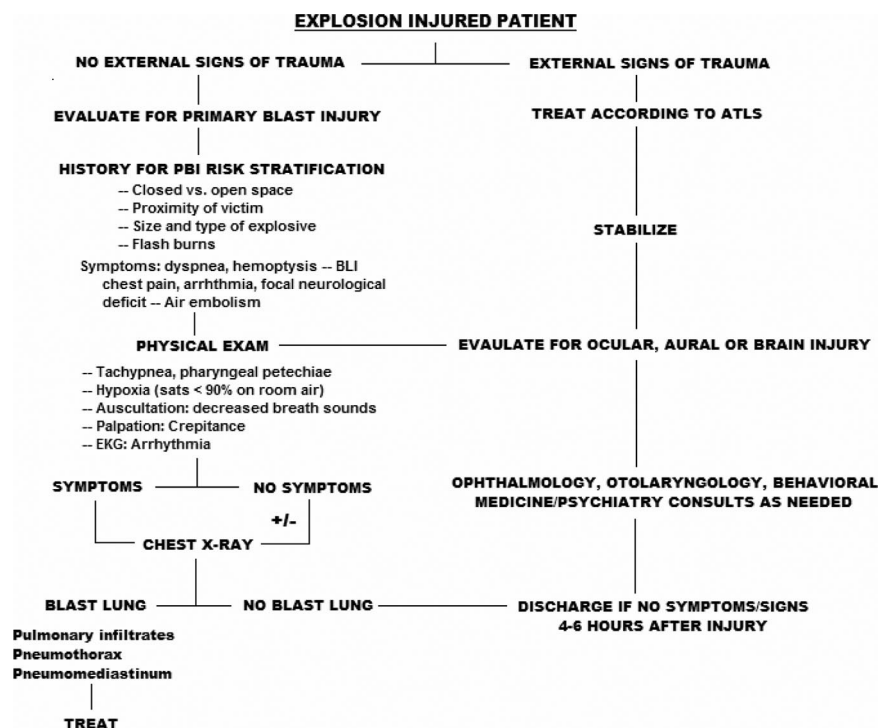 EXPLOSION INJURED PATIENT
NO EXTERNAL SIGNS OF TRAUMA
EXTERNAL SIGNS OF TRAUMA
EVALUATE FOR PRIMARY BLAST INJURY
TREAT ACCORDING TO ATLS
HISTORY FOR PBI RISK STRATIFICATION
-- Closed vs. open space
-- Proximity of victim
-- Size and type of explosive
-- Flash burns
STABILIZE
Symptoms: dyspnea, hemoptysis -- BLI
chest pain, arrhthmia, focal neurological
deficit -- Air embolism
PHYSICAL EXAM
EVAULATE FOR OCULAR, AURAL OR BRAIN INJURY
-- Tachypnea, pharyngeal petechiae
-- Hypoxia (sats < 90% on room air)
-- Auscultation: decreased breath sounds
-- Palpation: Crepitance
-- EKG: Arrhythmia
SYMPTOMS
NO SYMPTOMS
OPHTHALMOLOGY, OTOLARYNGOLOGY, BEHAVIORAL
MEDICINE/PSYCHIATRY CONSULTS AS NEEDED
+/-
CHEST X-RAY
BLAST LUNG
NO BLAST LUNG
DISCHARGE IF NO SYMPTOMS/SIGNS
4-6 HOURS AFTER INJURY
Pulmonary infiltrates
Pneumothorax
Pneumomediastinum
TREAT